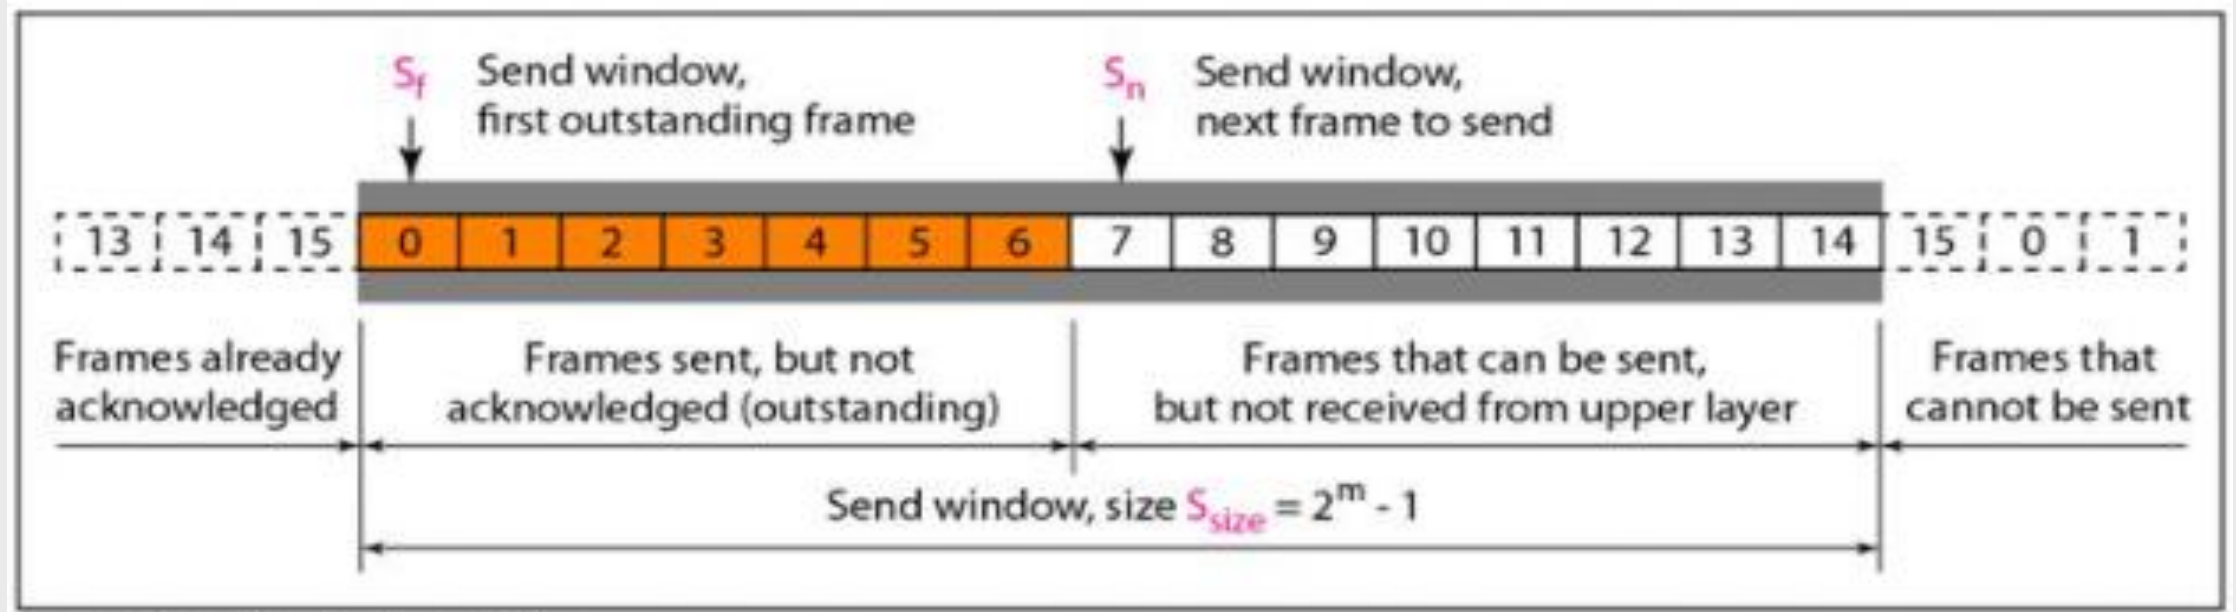 Sf Send window,
first outstanding frame
Sn Send window,
next frame to send
13 14 15 0 1 2 3 4 5 6 7 8 9 10 11 12 13 14 15 0 1
Frames already
acknowledged
Frames sent, but not
acknowledged (outstanding)
Frames that can be sent,
but not received from upper layer
Frames that
cannot be sent
Send window, size Ssize = 2^m - 1